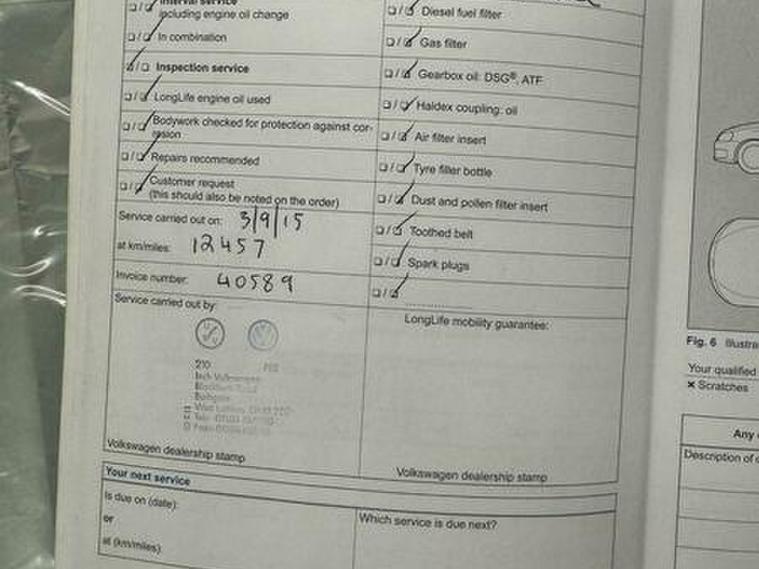 Interval service
including engine oil change
In combination
Inspection service
LongLife engine oil used
Bodywork checked for protection against cor-
rosion
Repairs recommended
Customer request
(this should also be noted on the order)
Service carried out on: 3/9/15
at km/miles: 12457
Invoice number: 40589
Service carried out by:
210
Volkswagen dealership stamp
Diesel fuel filter
Gas filter
Gearbox oil: DSG®, ATF
Haldex coupling: oil
Air filter insert
Tyre filler bottle
Dust and pollen filter insert
Toothed belt
Spark plugs
LongLife mobility guarantee:
Volkswagen dealership stamp
Your next service
Is due on (date):
or
at (km/miles):
Which service is due next?
Fig. 6 Illustra
Your qualified
× Scratches
Any
Description of